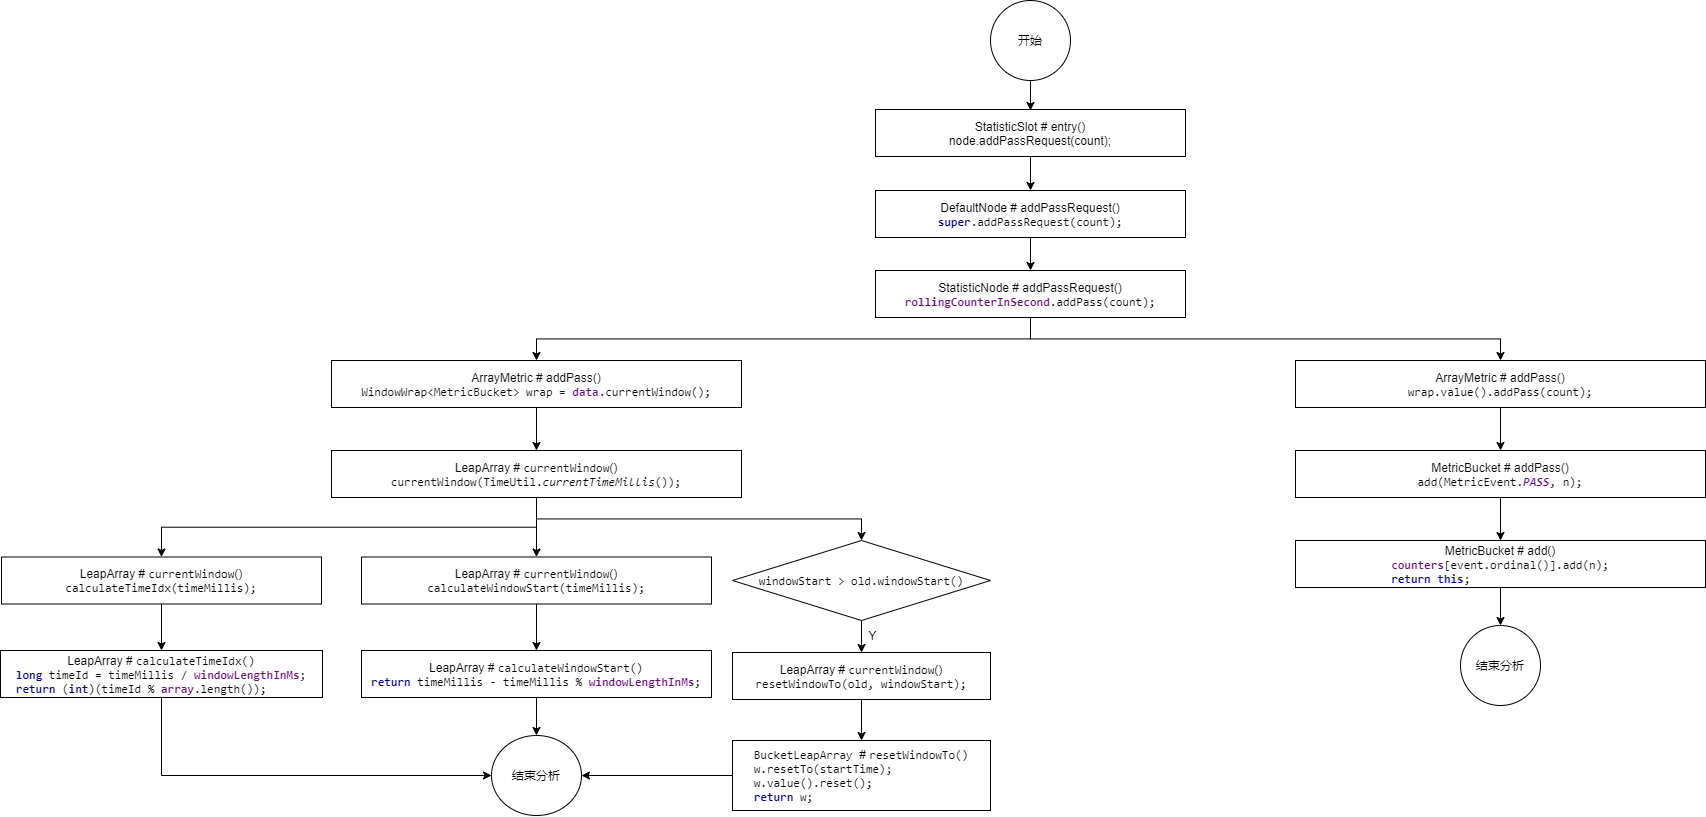 开始
StatisticSlot # entry()
node.addPassRequest(count);
DefaultNode # addPassRequest()
super.addPassRequest(count);
StatisticNode # addPassRequest()
rollingCounterInSecond.addPass(count);
ArrayMetric # addPass()
WindowWrap<MetricBucket> wrap = data.currentWindow();
ArrayMetric # addPass()
wrap.value().addPass(count);
LeapArray # currentWindow()
currentWindow(TimeUtil.currentTimeMillis());
MetricBucket # addPass()
add(MetricEvent.PASS, n);
LeapArray # currentWindow()
calculateTimeIdx(timeMillis);
LeapArray # currentWindow()
calculateWindowStart(timeMillis);
windowStart > old.windowStart()
MetricBucket # add()
counters[event.ordinal()].add(n);
return this;
Y
LeapArray # calculateTimeIdx()
long timeId = timeMillis / windowLengthInMs;
return (int)(timeId % array.length());
LeapArray # calculateWindowStart()
return timeMillis - timeMillis % windowLengthInMs;
LeapArray # currentWindow()
resetWindowTo(old, windowStart);
结束分析
结束分析
BucketLeapArray # resetWindowTo()
w.resetTo(startTime);
w.value().reset();
return w;